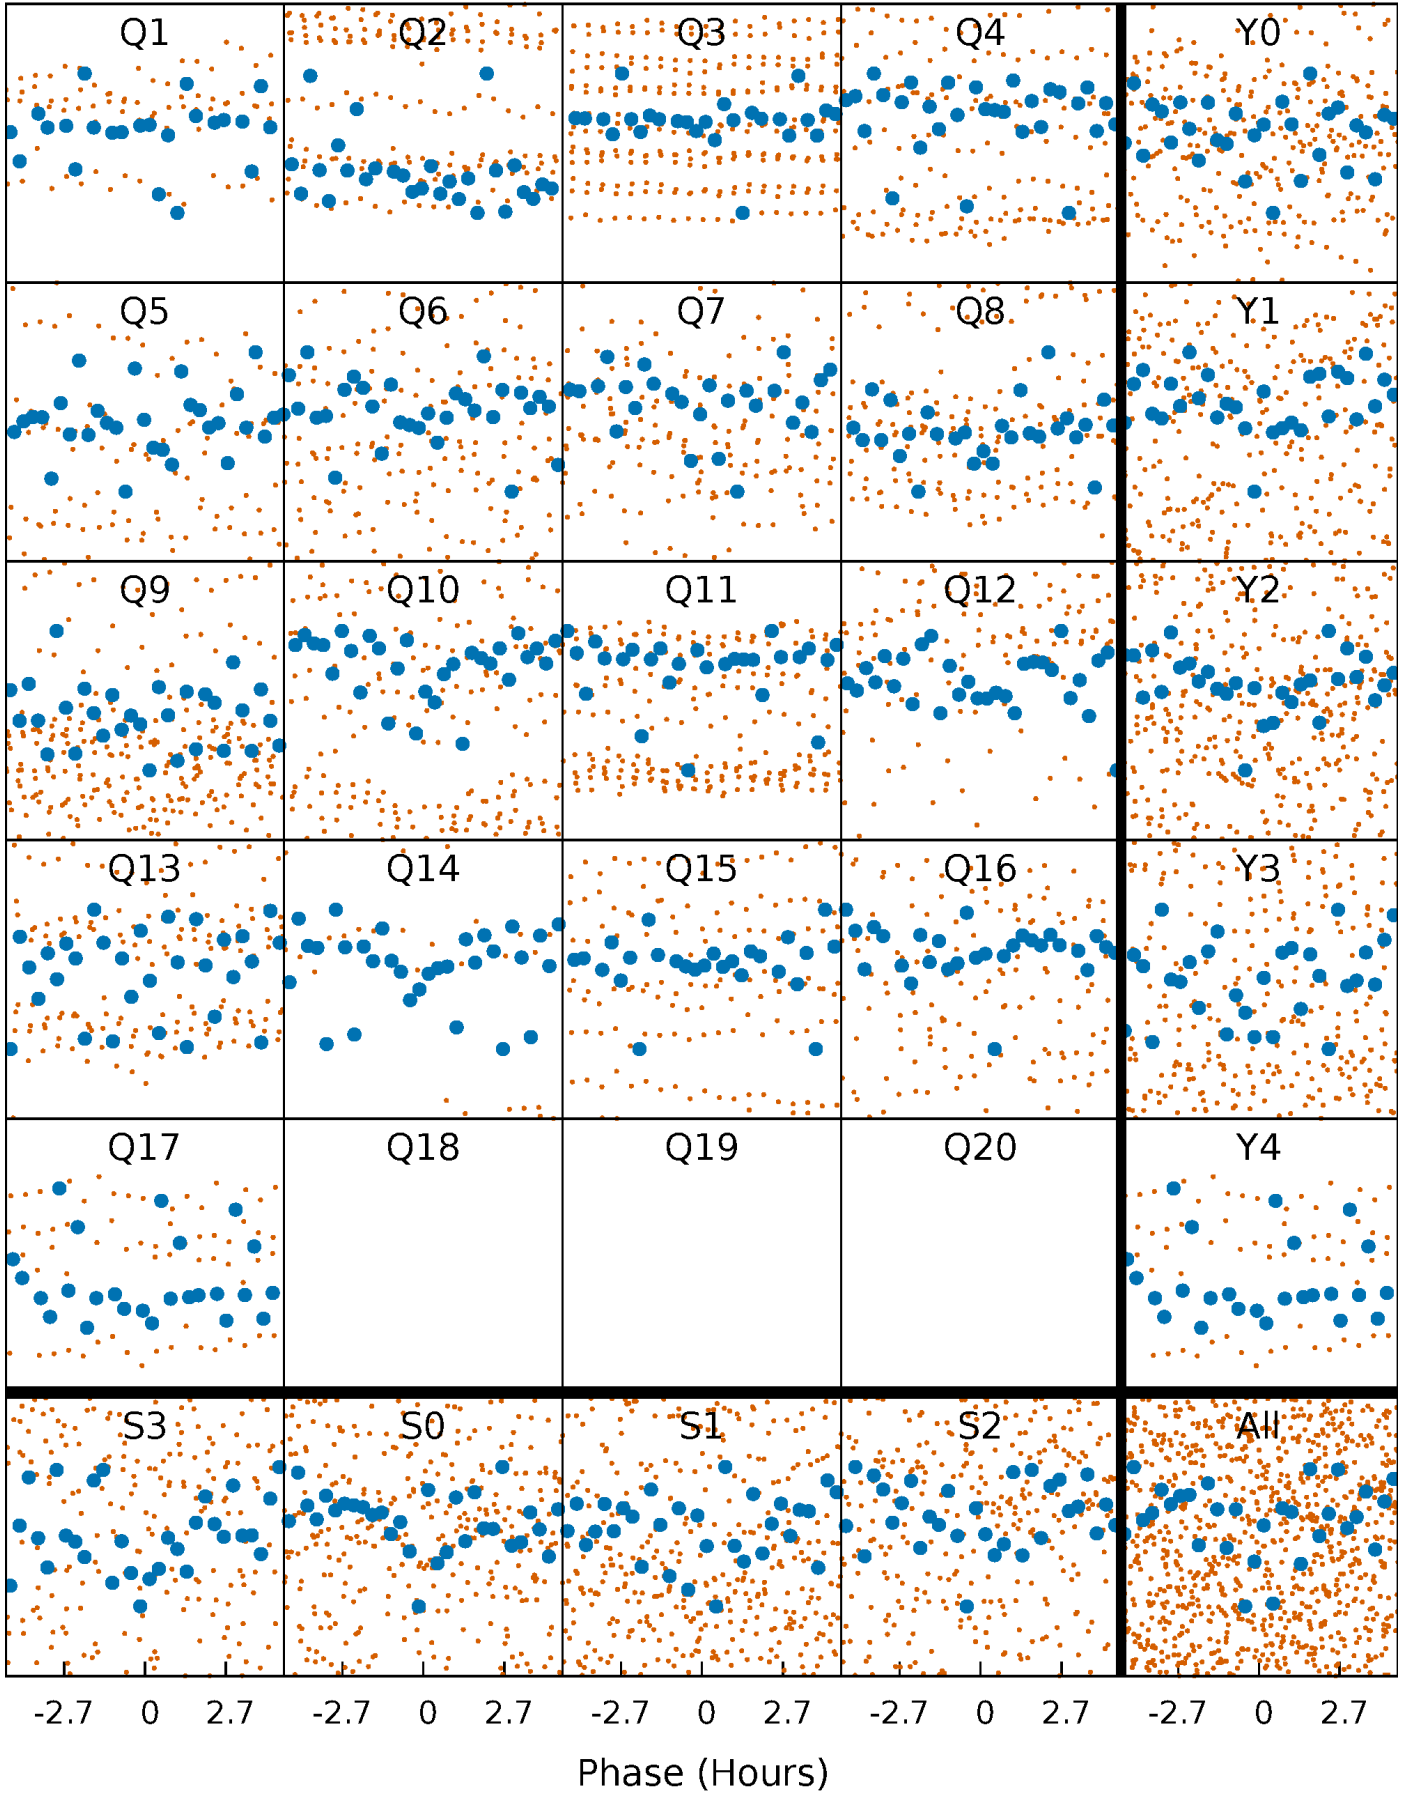 Q1 Q2 Q3 Q4 Y0
Q5 Q6 Q7 Q8 Y1
Q9 Q10 Q11 Q12 Y2
Q13 Q14 Q15 Q16 Y3
Q17 Q18 Q19 Q20 Y4
S3 S0 S1 S2 All
-2.7 0 2.7 -2.7 0 2.7 -2.7 0 2.7 -2.7 0 2.7 -2.7 0 2.7
Phase (Hours)